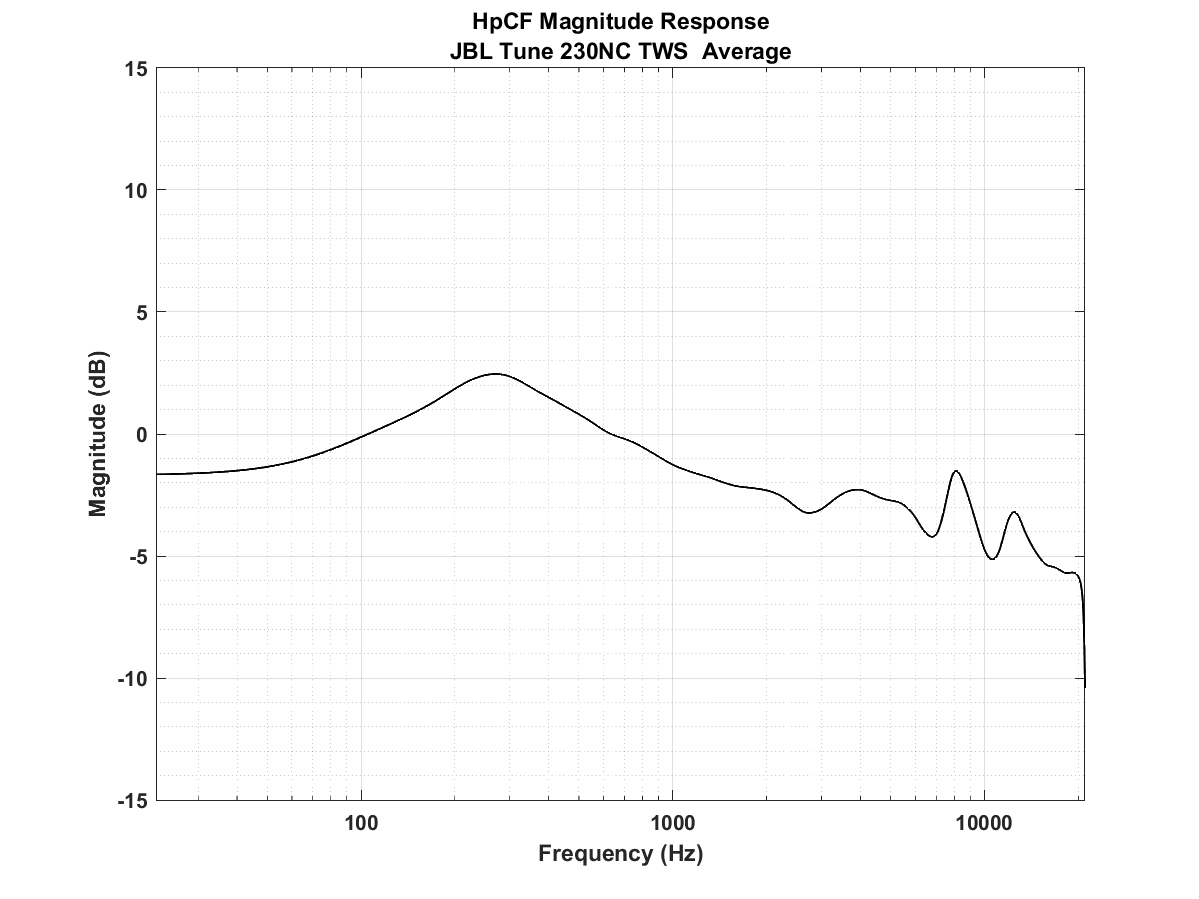 HpCF Magnitude Response
JBL Tune 230NC TWS  Average
15
10
5
0
-5
-10
-15
Magnitude (dB)
100
1000
10000
Frequency (Hz)